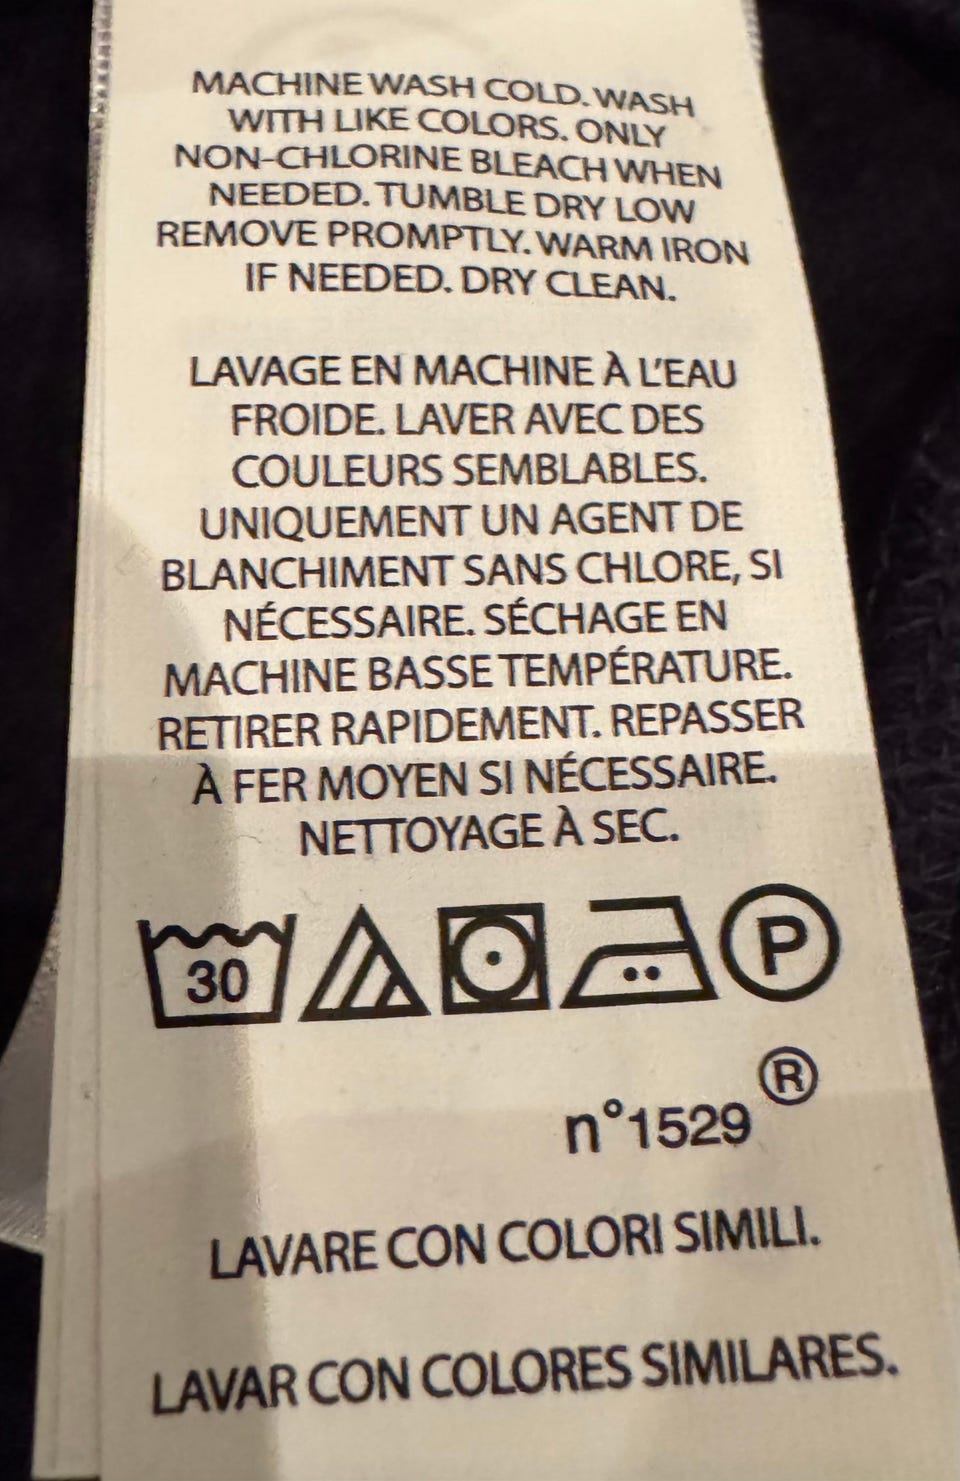 MACHINE WASH COLD. WASH
WITH LIKE COLORS. ONLY
NON-CHLORINE BLEACH WHEN
NEEDED. TUMBLE DRY LOW
REMOVE PROMPTLY. WARM IRON
IF NEEDED. DRY CLEAN.
LAVAGE EN MACHINE À L'EAU
FROIDE. LAVER AVEC DES
COULEURS SEMBLABLES.
UNIQUEMENT UN AGENT DE
BLANCHIMENT SANS CHLORE, SI
NÉCESSAIRE. SÉCHAGE EN
MACHINE BASSE TEMPÉRATURE.
RETIRER RAPIDEMENT. REPASSER
À FER MOYEN SI NÉCESSAIRE.
NETTOYAGE À SEC.
30 P
n°1529 ®
LAVARE CON COLORI SIMILI.
LAVAR CON COLORES SIMILARES.